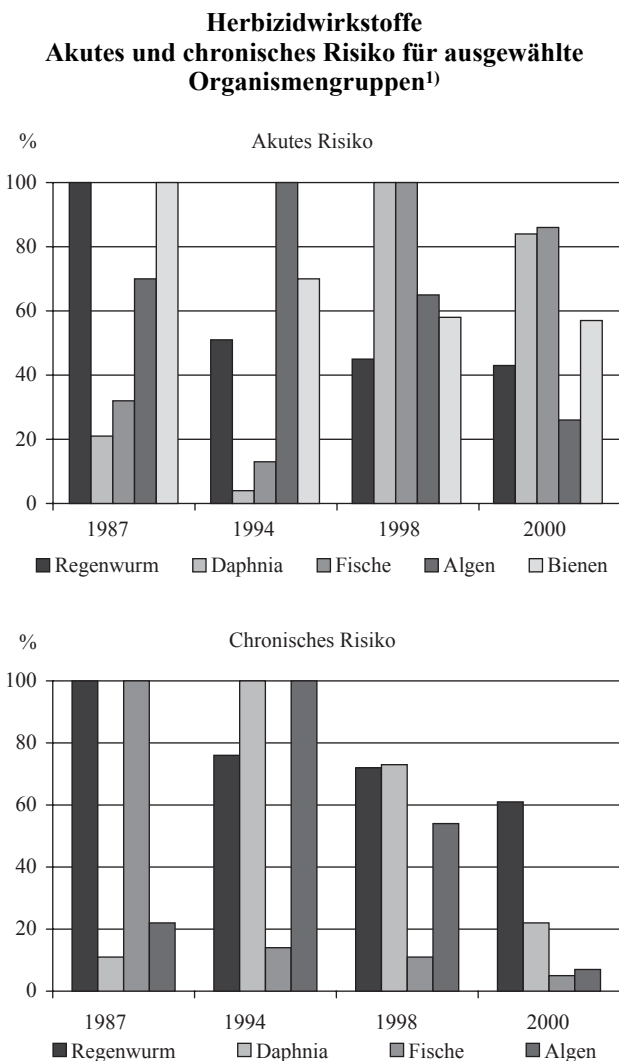 Herbizidwirkstoffe
Akutes und chronisches Risiko für ausgewählte
Organismengruppen1)
% Akutes Risiko
100
80
60
40
20
0
1987 1994 1998 2000
Regenwurm Daphnia Fische Algen Bienen
% Chronisches Risiko
100
80
60
40
20
0
1987 1994 1998 2000
Regenwurm Daphnia Fische Algen